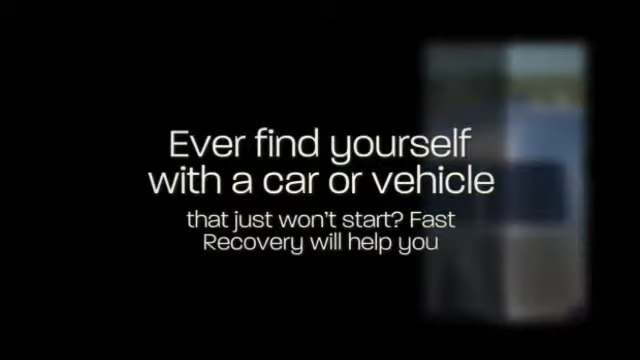 Ever find yourself
with a car or vehicle
that just won't start? Fast
Recovery will help you